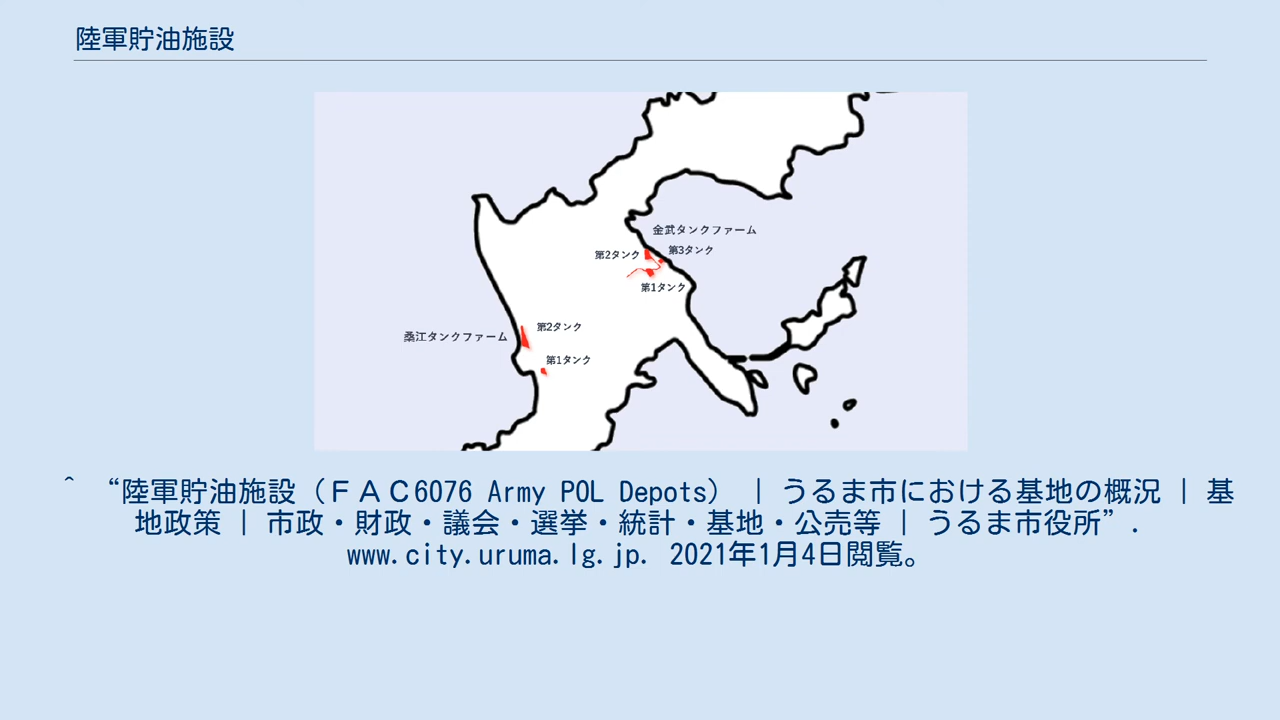 陸軍貯油施設
金武タンクファーム
第2タンク
第3タンク
第1タンク
桑江タンクファーム
第2タンク
第1タンク
^ “陸軍貯油施設（ＦＡＣ6076 Army POL Depots） | うるま市における基地の概況 | 基
地政策 | 市政・財政・議会・選挙・統計・基地・公売等 | うるま市役所”.
www.city.uruma.lg.jp. 2021年1月4日閲覧。